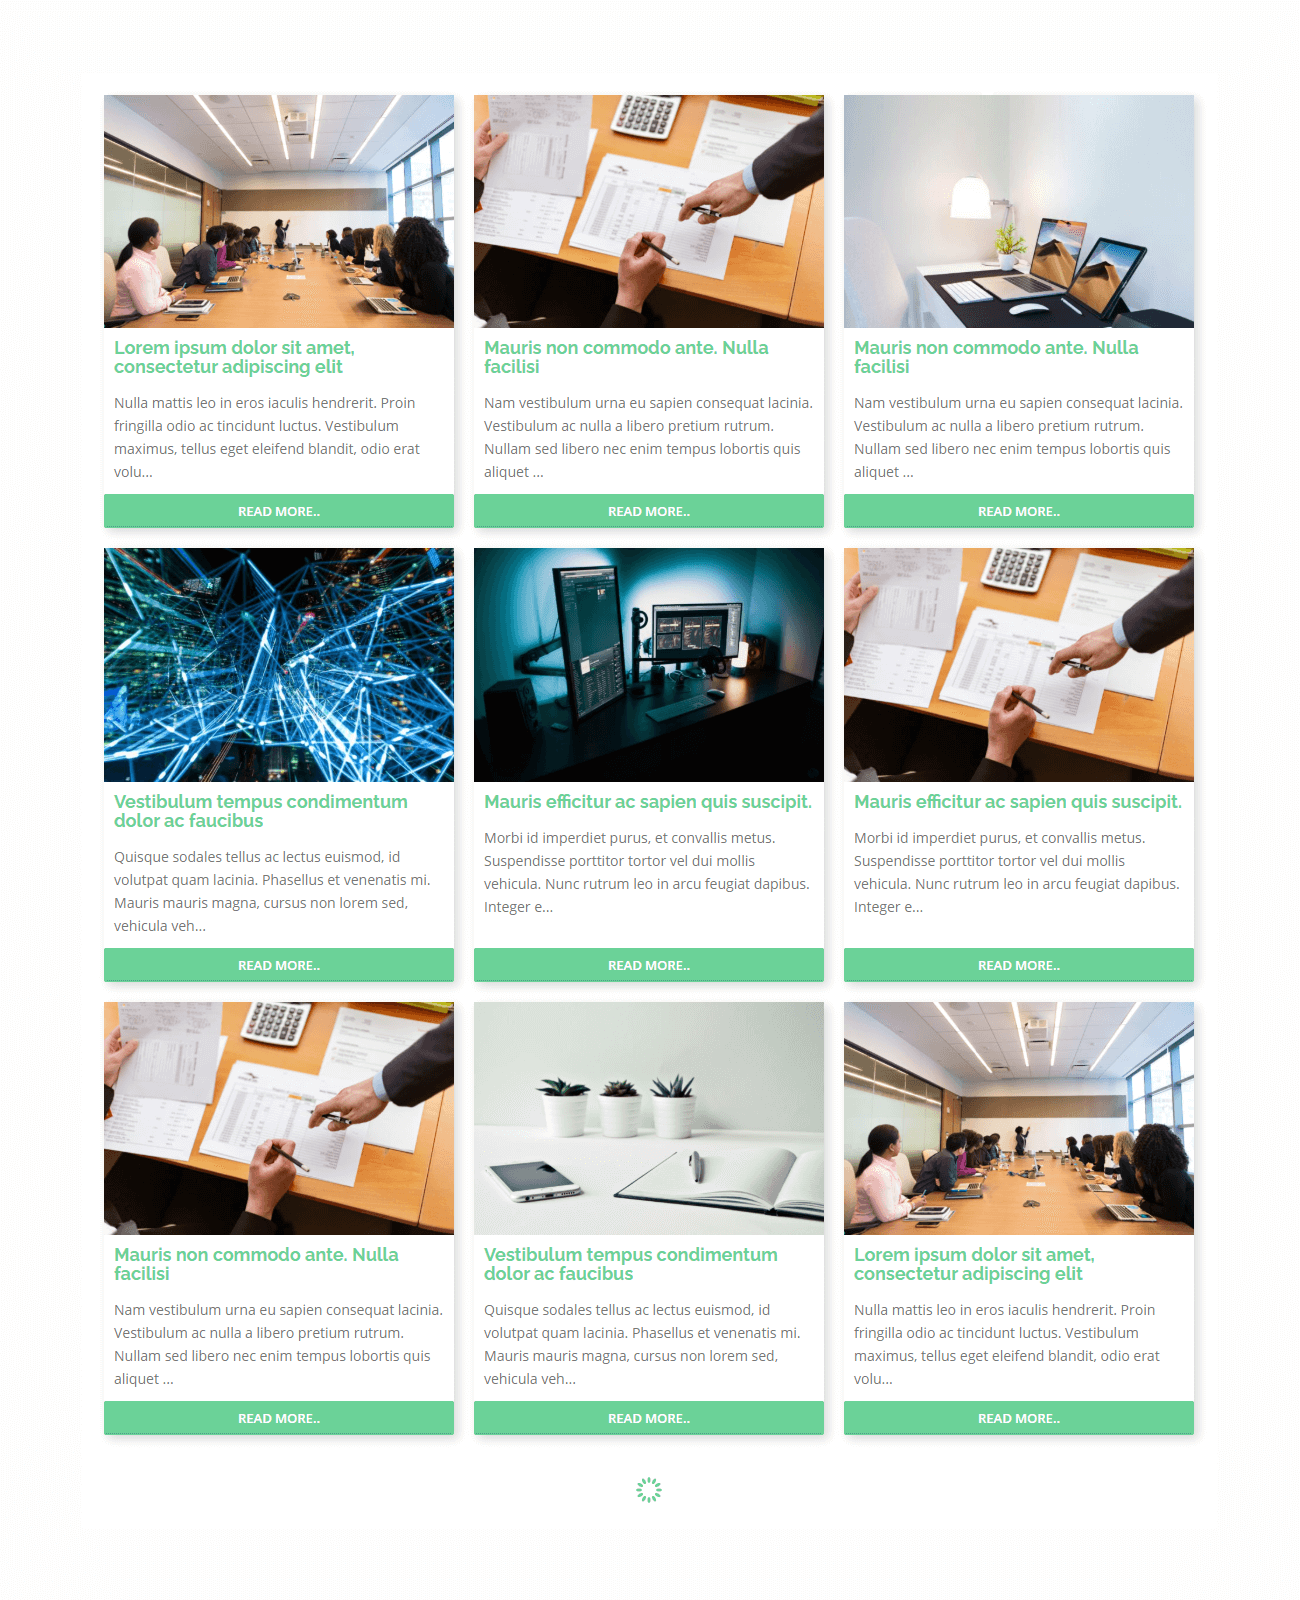 Lorem ipsum dolor sit amet,
consectetur adipiscing elit
Nulla mattis leo in eros iaculis hendrerit. Proin
fringilla odio ac tincidunt luctus. Vestibulum
maximus, tellus eget eleifend blandit, odio erat
volu...
READ MORE..
Mauris non commodo ante. Nulla
facilisi
Nam vestibulum urna eu sapien consequat lacinia.
Vestibulum ac nulla a libero pretium rutrum.
Nullam sed libero nec enim tempus lobortis quis
aliquet ...
READ MORE..
Mauris non commodo ante. Nulla
facilisi
Nam vestibulum urna eu sapien consequat lacinia.
Vestibulum ac nulla a libero pretium rutrum.
Nullam sed libero nec enim tempus lobortis quis
aliquet ...
READ MORE..
Vestibulum tempus condimentum
dolor ac faucibus
Quisque sodales tellus ac lectus euismod, id
volutpat quam lacinia. Phasellus et venenatis mi.
Mauris mauris magna, cursus non lorem sed,
vehicula veh...
READ MORE..
Mauris efficitur ac sapien quis suscipit.
Morbi id imperdiet purus, et convallis metus.
Suspendisse porttitor tortor vel dui mollis
vehicula. Nunc rutrum leo in arcu feugiat dapibus.
Integer e...
READ MORE..
Mauris efficitur ac sapien quis suscipit.
Morbi id imperdiet purus, et convallis metus.
Suspendisse porttitor tortor vel dui mollis
vehicula. Nunc rutrum leo in arcu feugiat dapibus.
Integer e...
READ MORE..
Mauris non commodo ante. Nulla
facilisi
Nam vestibulum urna eu sapien consequat lacinia.
Vestibulum ac nulla a libero pretium rutrum.
Nullam sed libero nec enim tempus lobortis quis
aliquet ...
READ MORE..
Vestibulum tempus condimentum
dolor ac faucibus
Quisque sodales tellus ac lectus euismod, id
volutpat quam lacinia. Phasellus et venenatis mi.
Mauris mauris magna, cursus non lorem sed,
vehicula veh...
READ MORE..
Lorem ipsum dolor sit amet,
consectetur adipiscing elit
Nulla mattis leo in eros iaculis hendrerit. Proin
fringilla odio ac tincidunt luctus. Vestibulum
maximus, tellus eget eleifend blandit, odio erat
volu...
READ MORE..